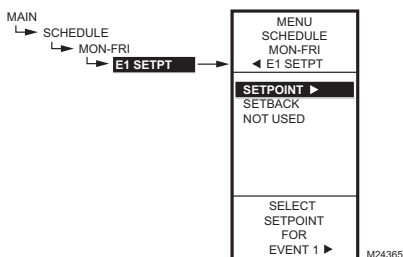 MAIN
SCHEDULE
MON-FRI
E1 SETPT
MENU
SCHEDULE
MON-FRI
◄ E1 SETPT
SETPOINT ►
SETBACK
NOT USED
SELECT
SETPOINT
FOR
EVENT 1 ►
M24365